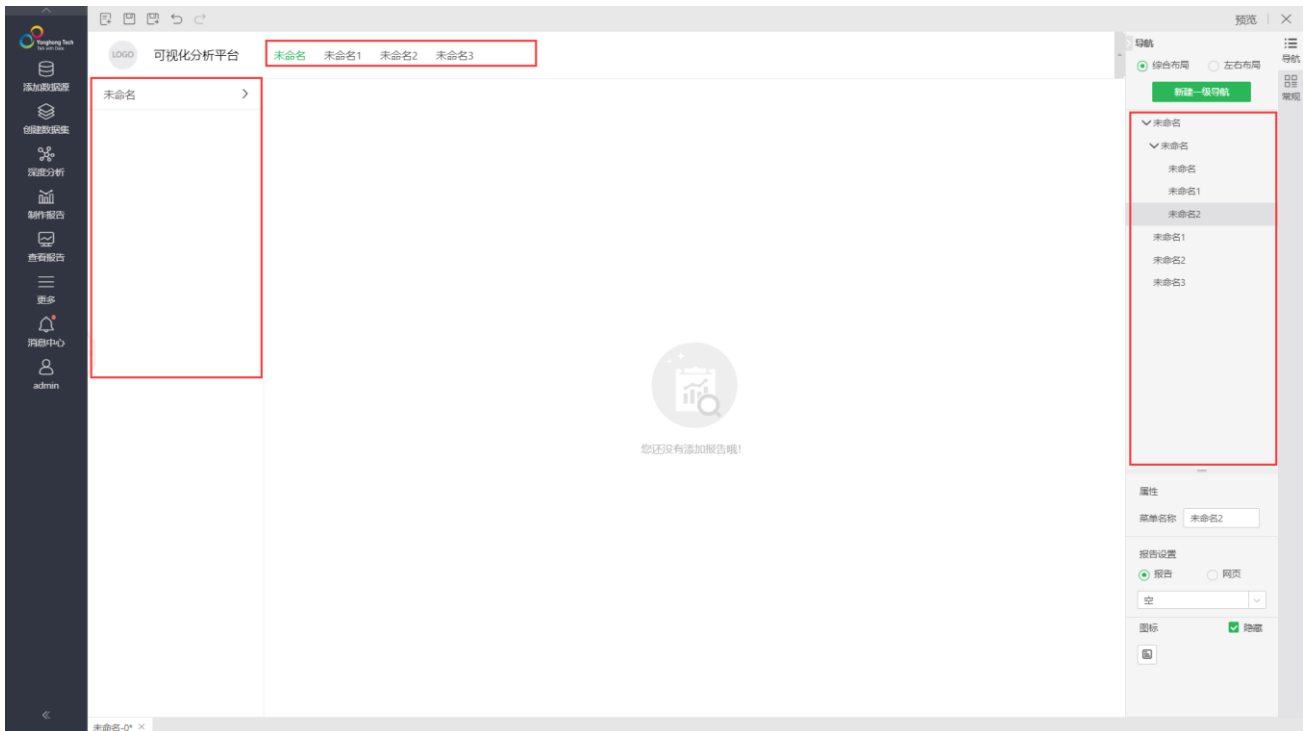 预览
Yonghong Tech
Talk with Data
添加数据源
创建数据集
深度分析
制作报告
查看报告
更多
消息中心
admin
LOGO 可视化分析平台 未命名 未命名1 未命名2 未命名3
未命名
您还没有添加报告哦!
未命名-0*
导航
综合布局 左右布局
新建一级导航
未命名
未命名
未命名
未命名1
未命名2
未命名1
未命名2
未命名3
属性
菜单名称 未命名2
报告设置
报告 网页
空
图标 隐藏
导航
常规